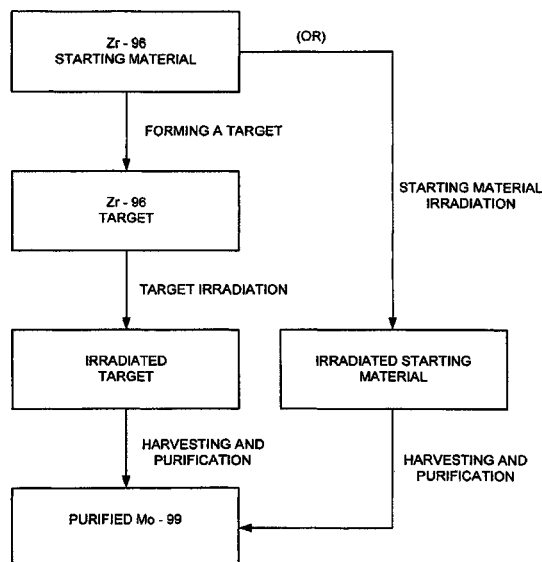 Zr - 96
STARTING MATERIAL
(OR)
FORMING A TARGET
Zr - 96
TARGET
STARTING MATERIAL
IRRADIATION
TARGET IRRADIATION
IRRADIATED
TARGET
IRRADIATED STARTING
MATERIAL
HARVESTING AND
PURIFICATION
HARVESTING AND
PURIFICATION
PURIFIED Mo - 99